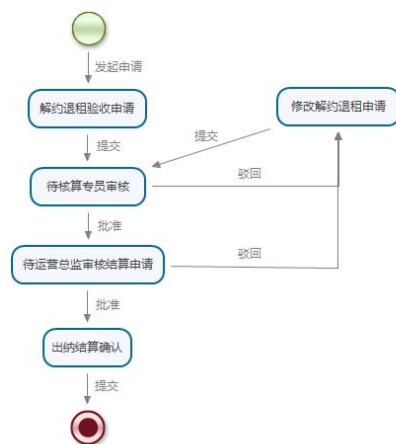 发起申请
解约退租验收申请
修改解约退租申请
提交
提交
待核算专员审核
驳回
批准
待运营总监审核结算申请
驳回
批准
出纳结算确认
提交